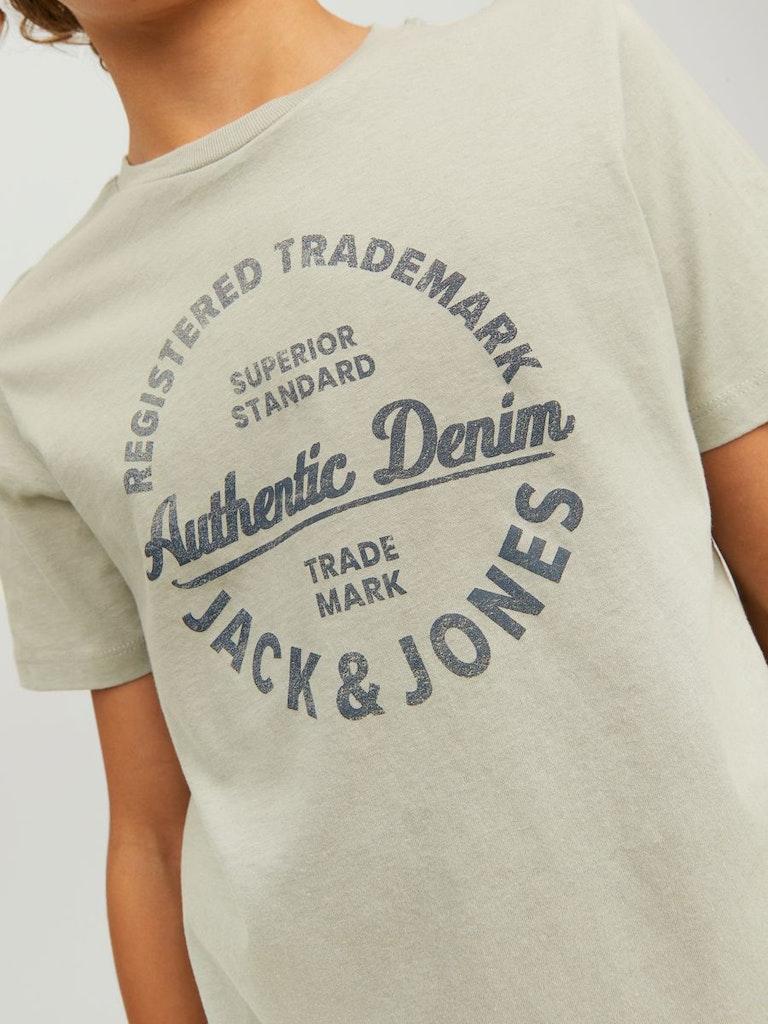 REGISTERED TRADEMARK
SUPERIOR
STANDARD
Authentic Denim
TRADE
MARK
JACK & JONES